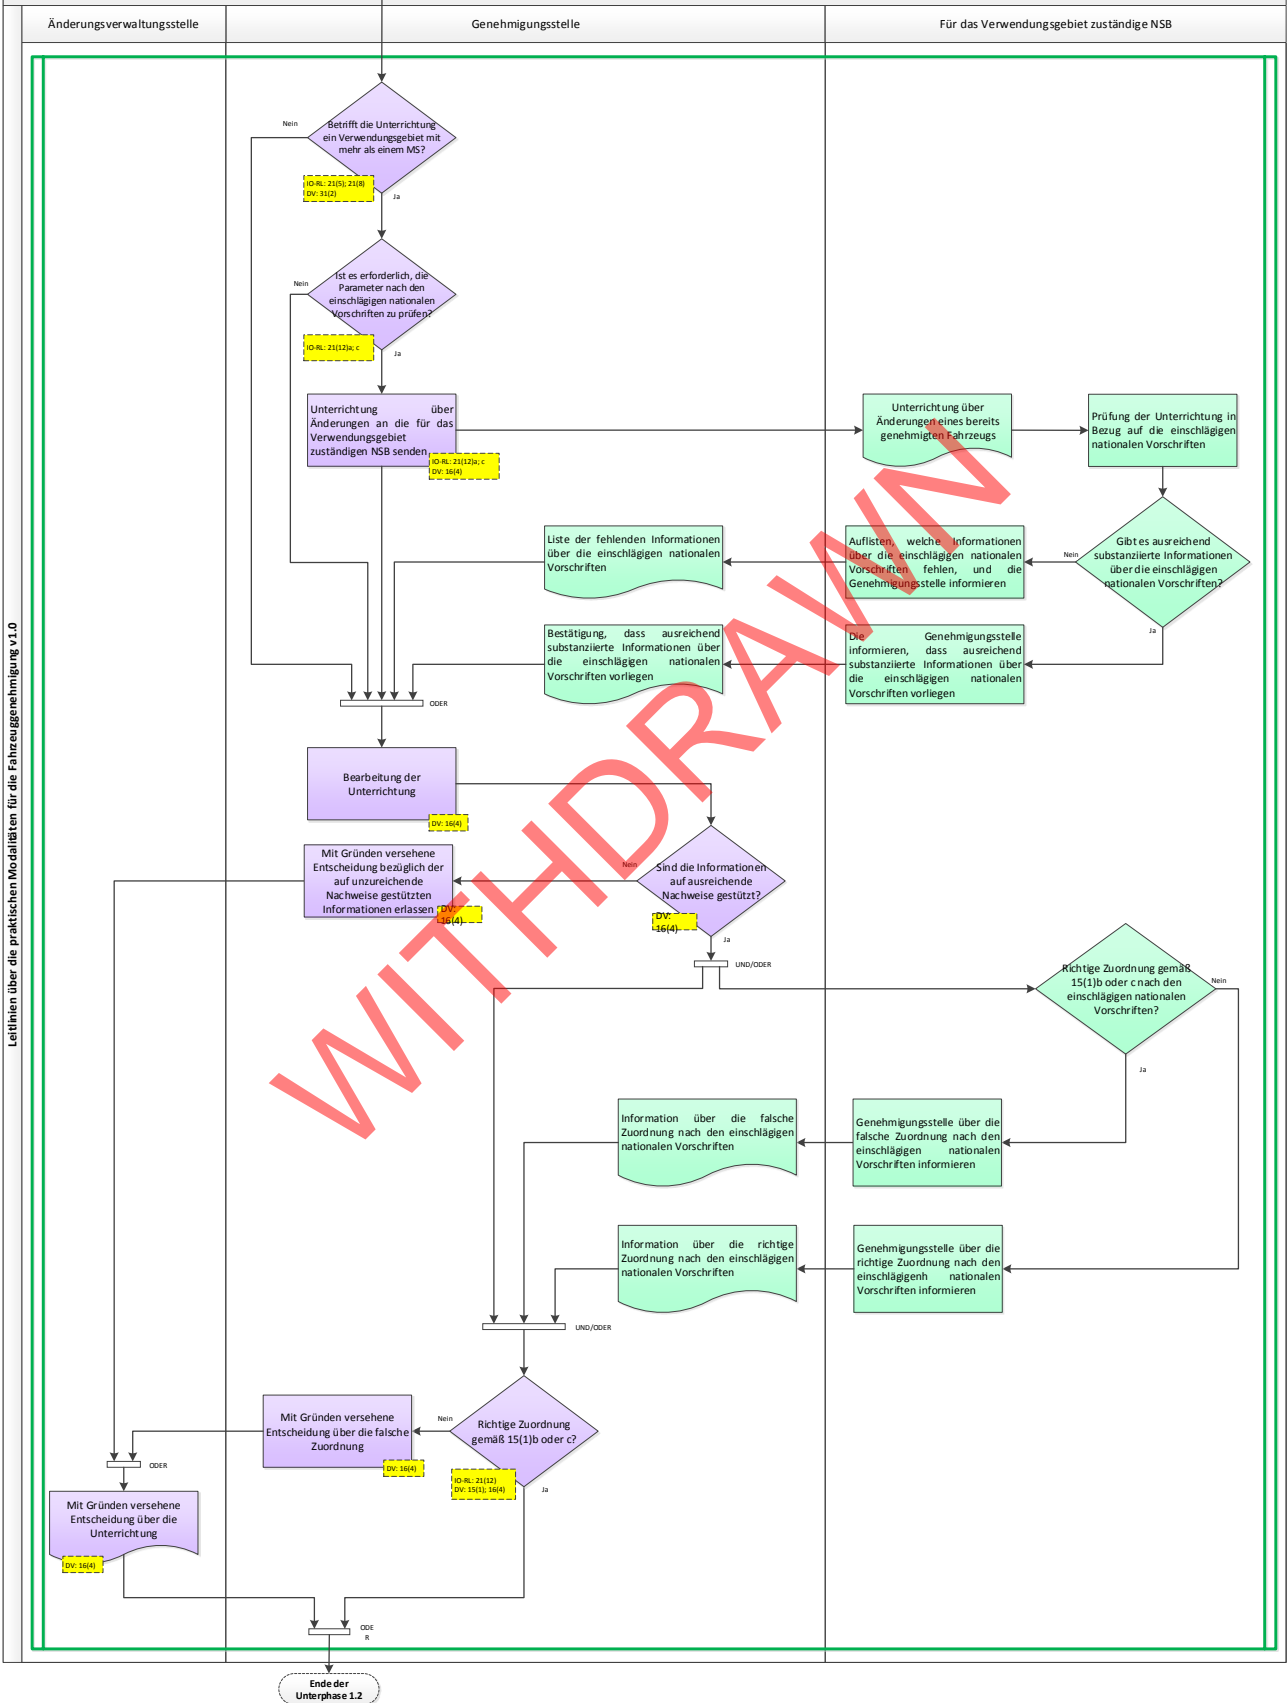 Änderungsverwaltungsstelle
Genehmigungsstelle
Für das Verwendungsgebiet zuständige NSB
Leitlinien über die praktischen Modalitäten für die Fahrzeuggenehmigung v1.0
Betrifft die Unterrichtung
ein Verwendungsgebiet mit
mehr als einem MS?
Nein
IO-RL: 21(5); 21(8)
DV: 31(2)
Ja
Ist es erforderlich, die
Parameter nach den
einschlägigen nationalen
Vorschriften zu prüfen?
Nein
IO-RL: 21(12)a; c
Ja
Unterrichtung über
Änderungen an die für das
Verwendungsgebiet
zuständigen NSB senden
IO-RL: 21(12)a; c
DV: 16(4)
Unterrichtung über
Änderungen eines bereits
genehmigten Fahrzeugs
Prüfung der Unterrichtung in
Bezug auf die einschlägigen
nationalen Vorschriften
Gibt es ausreichend
substanziierte Informationen
über die einschlägigen
nationalen Vorschriften?
Nein
Ja
Auflisten, welche Informationen
über die einschlägigen nationalen
Vorschriften fehlen, und die
Genehmigungsstelle informieren
Liste der fehlenden Informationen
über die einschlägigen nationalen
Vorschriften
Die Genehmigungsstelle
informieren, dass ausreichend
substanziierte Informationen über
die einschlägigen nationalen
Vorschriften vorliegen
Bestätigung, dass ausreichend
substanziierte Informationen über
die einschlägigen nationalen
Vorschriften vorliegen
ODER
Bearbeitung der
Unterrichtung
DV: 16(4)
Sind die Informationen
auf ausreichende
Nachweise gestützt?
Nein
DV:
16(4)
Ja
Mit Gründen versehene
Entscheidung bezüglich der
auf unzureichende
Nachweise gestützten
Informationen erlassen
DV:
16(4)
UND/ODER
Richtige Zuordnung gemäß
15(1)b oder c nach den
einschlägigen nationalen
Vorschriften?
Nein
Ja
Genehmigungsstelle über die
falsche Zuordnung nach den
einschlägigen nationalen
Vorschriften informieren
Information über die falsche
Zuordnung nach den einschlägigen
nationalen Vorschriften
Genehmigungsstelle über die
richtige Zuordnung nach den
einschlägigenh nationalen
Vorschriften informieren
Information über die richtige
Zuordnung nach den einschlägigen
nationalen Vorschriften
UND/ODER
Richtige Zuordnung
gemäß 15(1)b oder c?
Nein
IO-RL: 21(12)
DV: 15(1); 16(4)
Ja
Mit Gründen versehene
Entscheidung über die falsche
Zuordnung
DV: 16(4)
ODER
Mit Gründen versehene
Entscheidung über die
Unterrichtung
DV: 16(4)
ODE
R
Ende der
Unterphase 1.2
WITHDRAWN